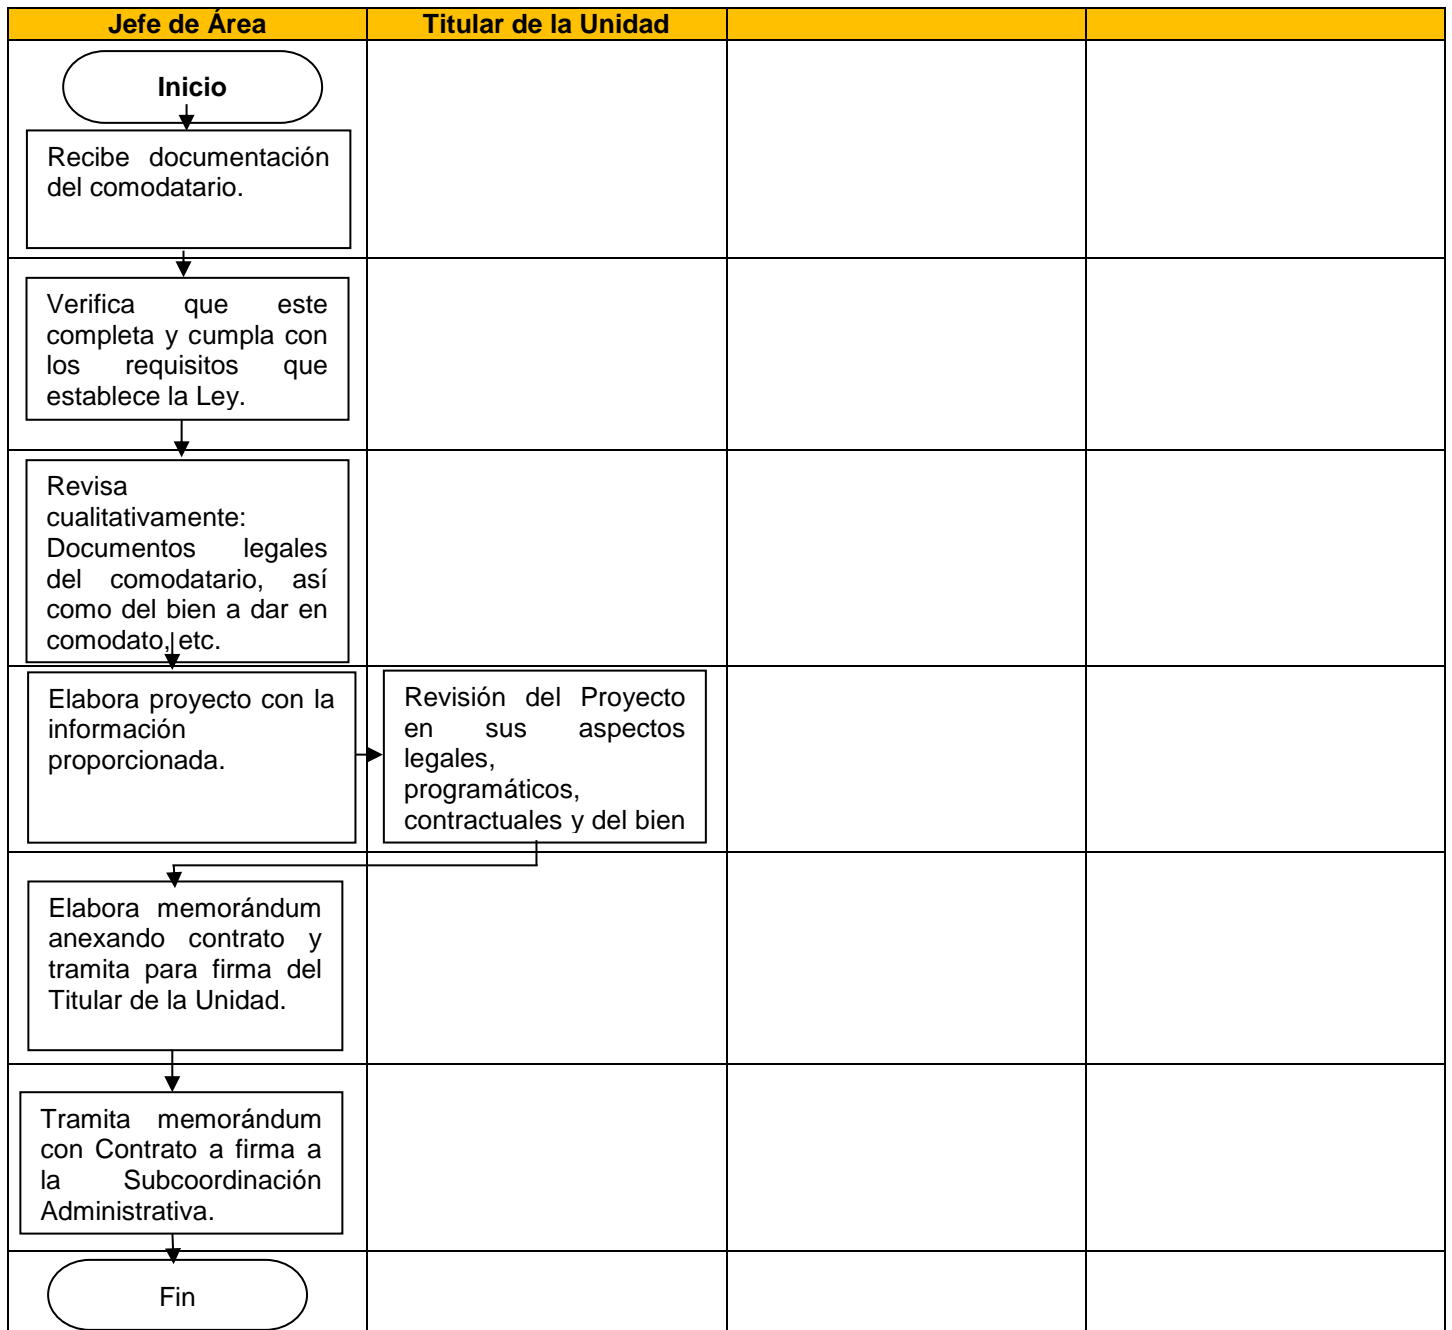 Jefe de Área
Titular de la Unidad
Inicio
Recibe documentación
del comodatario.
Verifica que este
completa y cumpla con
los requisitos que
establece la Ley.
Revisa
cualitativamente:
Documentos legales
del comodatario, así
como del bien a dar en
comodato, etc.
Elabora proyecto con la
información
proporcionada.
Revisión del Proyecto
en sus aspectos
legales,
programáticos,
contractuales y del bien
Elabora memorándum
anexando contrato y
tramita para firma del
Titular de la Unidad.
Tramita memorándum
con Contrato a firma a
la Subcoordinación
Administrativa.
Fin